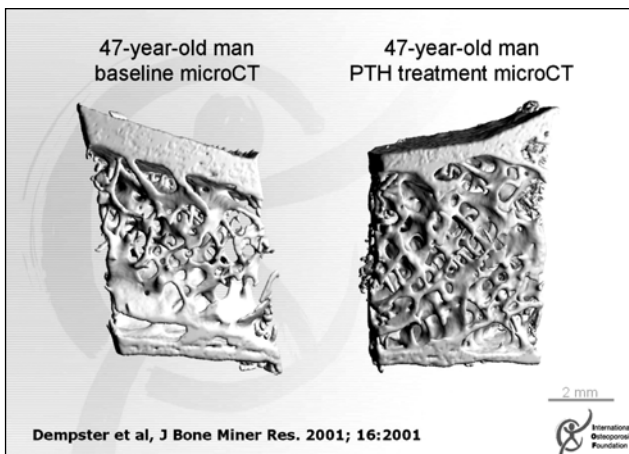 47-year-old man
baseline microCT
47-year-old man
PTH treatment microCT
2 mm
Dempster et al, J Bone Miner Res. 2001; 16:2001
International
Osteoporosis
Foundation